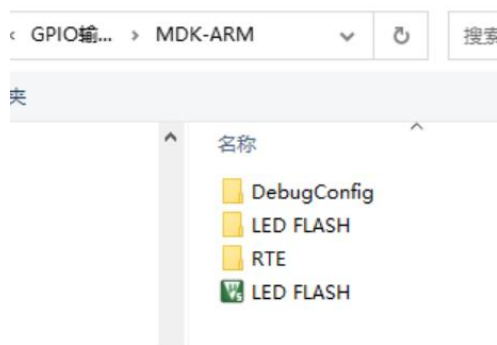 GPIO输... › MDK-ARM
搜索
夹
名称
DebugConfig
LED FLASH
RTE
LED FLASH